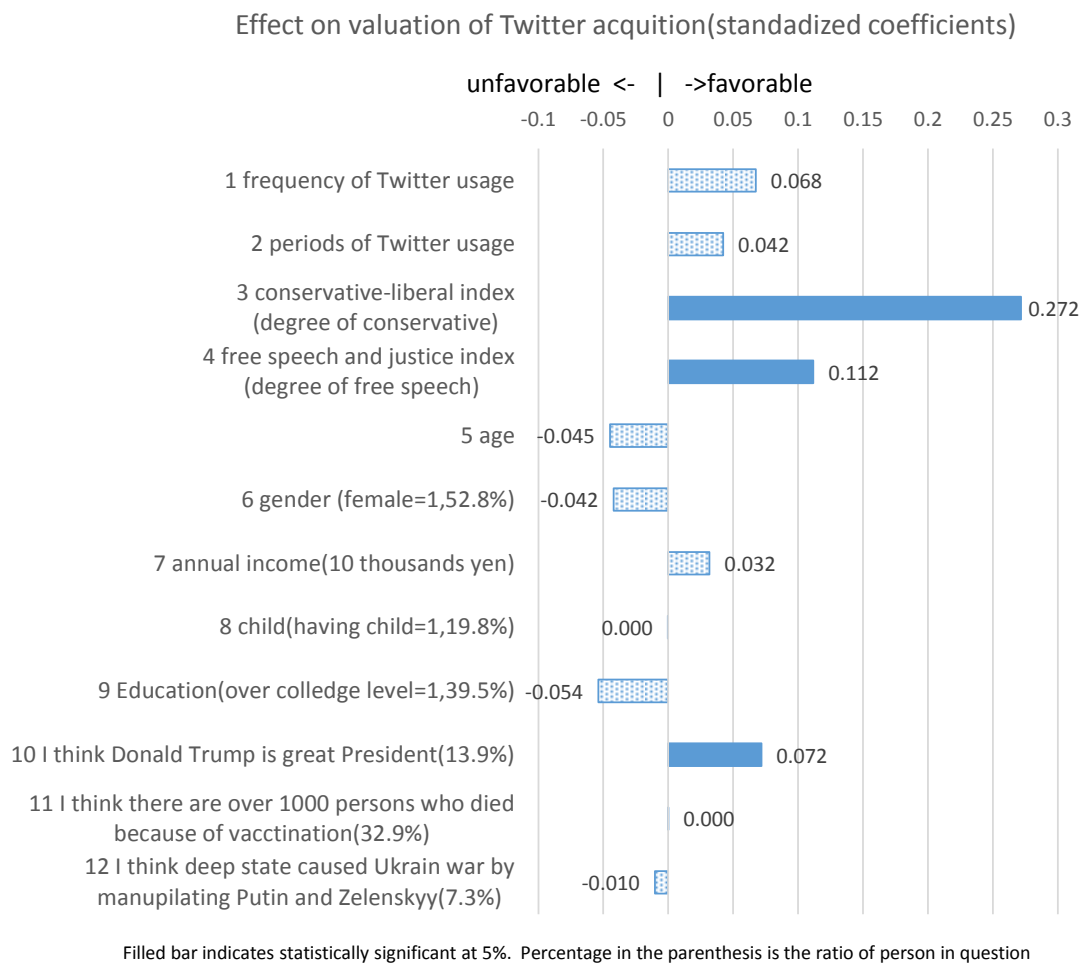 Effect on valuation of Twitter acquition(standadized coefficients)
unfavorable <- | ->favorable
-0.1 -0.05 0 0.05 0.1 0.15 0.2 0.25 0.3
1 frequency of Twitter usage 0.068
2 periods of Twitter usage 0.042
3 conservative-liberal index
(degree of conservative) 0.272
4 free speech and justice index
(degree of free speech) 0.112
5 age -0.045
6 gender (female=1,52.8%) -0.042
7 annual income(10 thousands yen) 0.032
8 child(having child=1,19.8%) 0.000
9 Education(over colledge level=1,39.5%) -0.054
10 I think Donald Trump is great President(13.9%) 0.072
11 I think there are over 1000 persons who died
because of vacctination(32.9%) 0.000
12 I think deep state caused Ukrain war by
manupilating Putin and Zelenskyy(7.3%) -0.010
Filled bar indicates statistically significant at 5%. Percentage in the parenthesis is the ratio of person in question